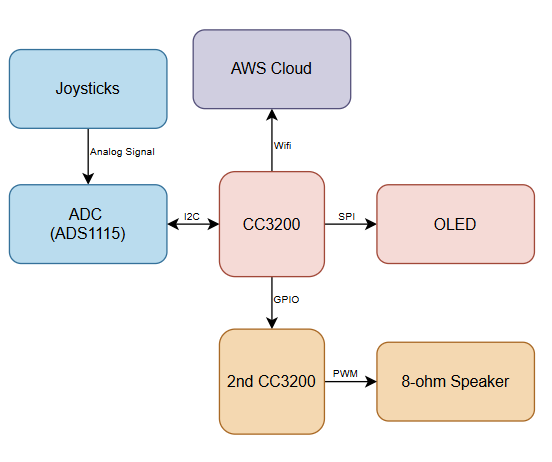 AWS Cloud
Joysticks
Wifi
Analog Signal
ADC
(ADS1115)
I2C
CC3200
SPI
OLED
GPIO
2nd CC3200
PWM
8-ohm Speaker